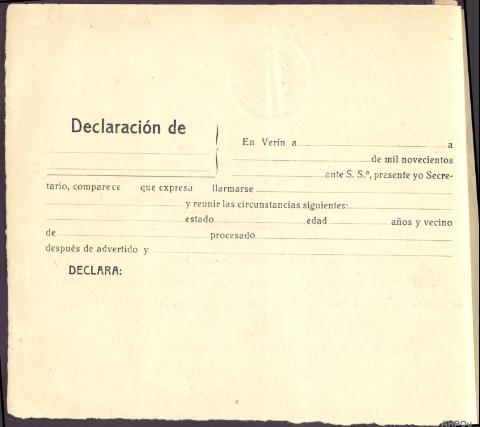 Declaración de
En Verín a a
de mil novecientos
ante S. S.ª, presente yo Secre-
tario, comparece que expresa llarmarse
y reunir las circunstancias siguientes:
estado edad años y vecino
de procesado
después de advertido y
DECLARA: